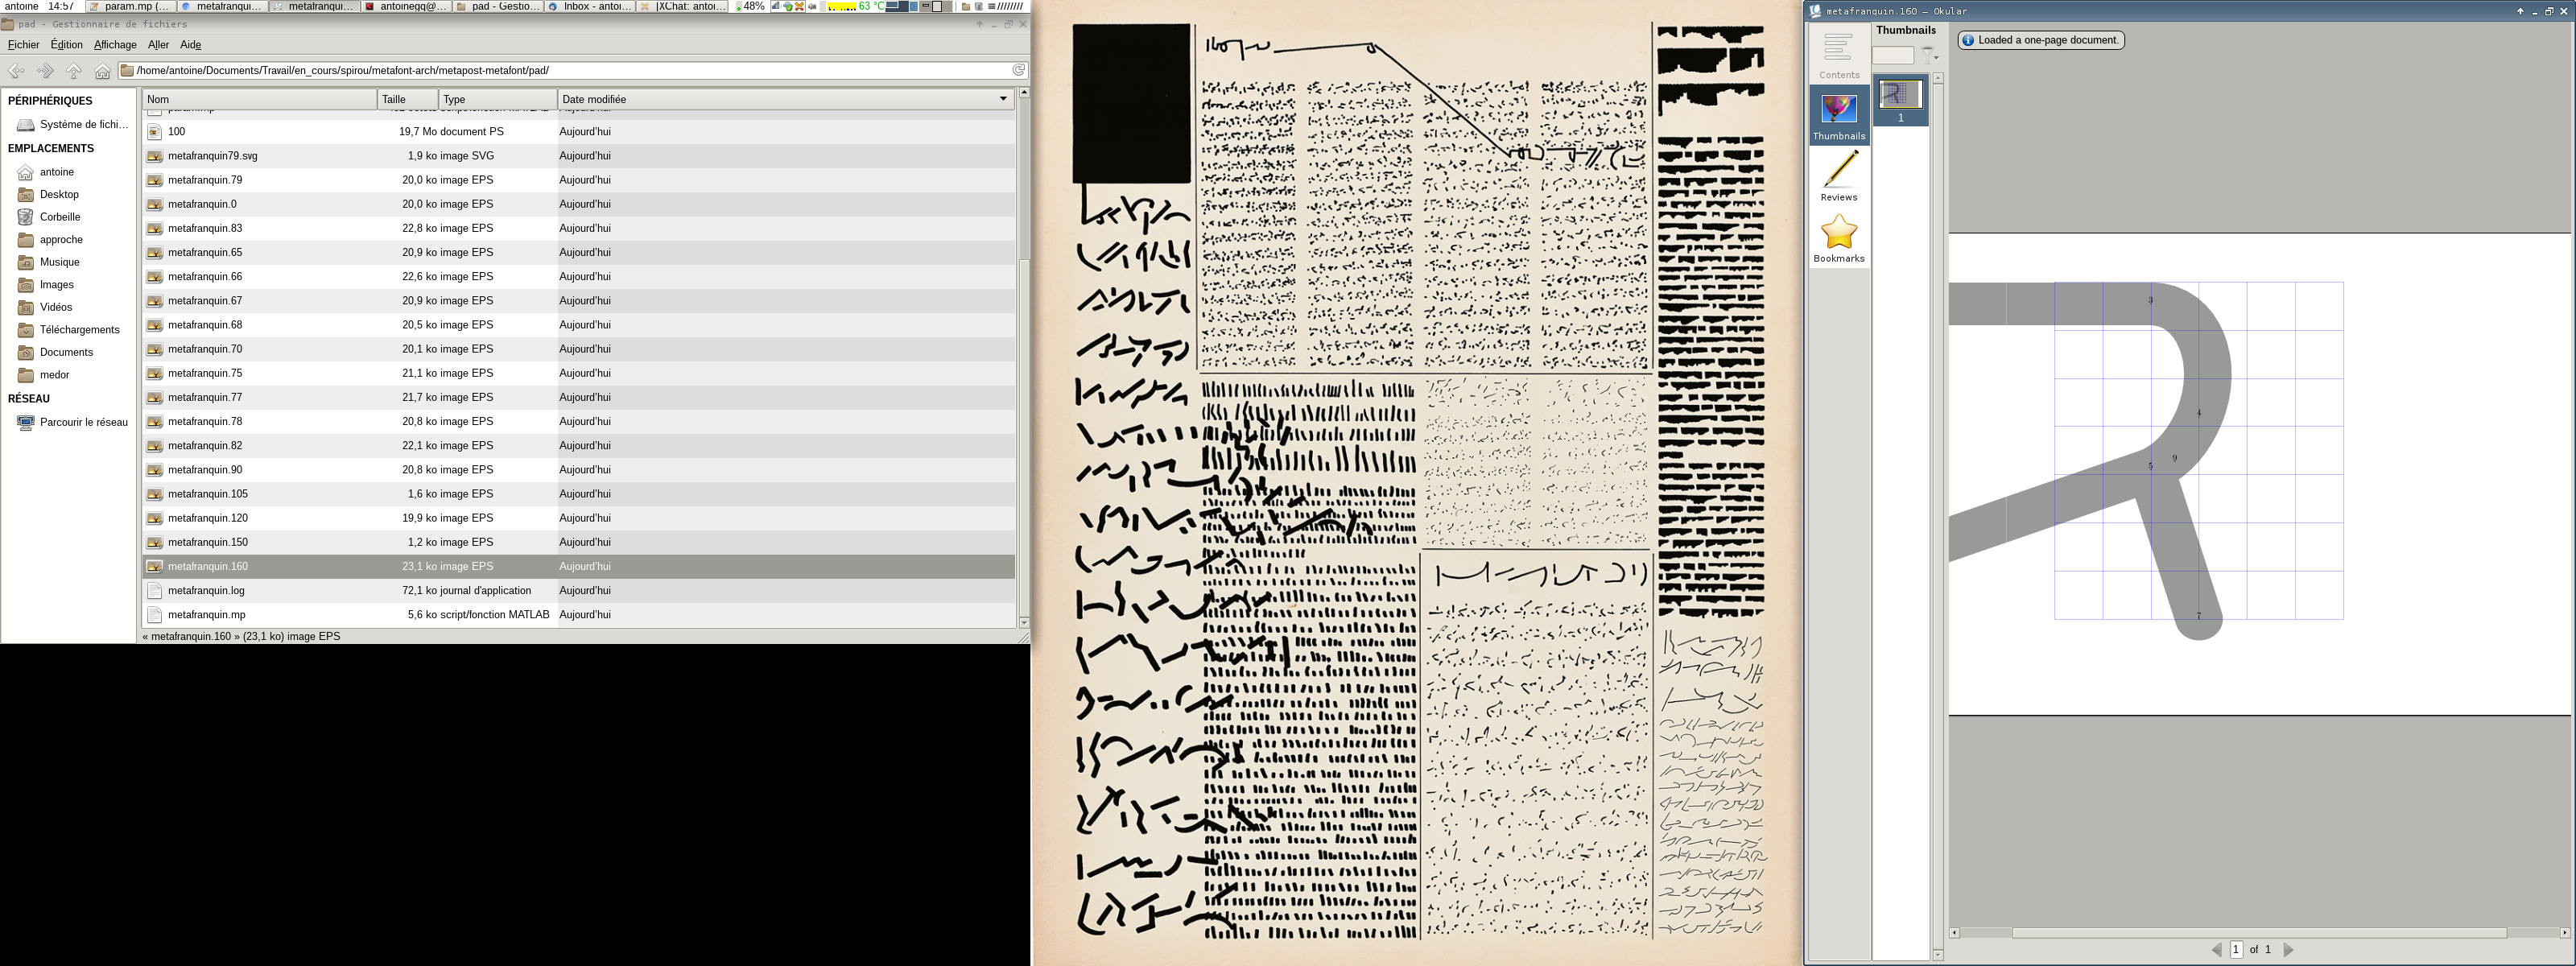 antoine 14:57 param.mp (... metafranqui... metafranqui... antoinegq@... pad - Gestio... Inbox - antoi... |XChat: antoi... 48% 63 °C
pad - Gestionnaire de fichiers
Fichier Édition Affichage Aller Aide
/home/antoine/Documents/Travail/en_cours/spirou/metafont-arch/metapost-metafont/pad/
PÉRIPHÉRIQUES
Système de fichi...
EMPLACEMENTS
antoine
Desktop
Corbeille
approche
Musique
Images
Vidéos
Téléchargements
Documents
medor
RÉSEAU
Parcourir le réseau
Nom Taille Type Date modifiée
100 19,7 Mo document PS Aujourd'hui
metafranquin79.svg 1,9 ko image SVG Aujourd'hui
metafranquin.79 20,0 ko image EPS Aujourd'hui
metafranquin.0 20,0 ko image EPS Aujourd'hui
metafranquin.83 22,8 ko image EPS Aujourd'hui
metafranquin.65 20,9 ko image EPS Aujourd'hui
metafranquin.66 22,6 ko image EPS Aujourd'hui
metafranquin.67 20,9 ko image EPS Aujourd'hui
metafranquin.68 20,5 ko image EPS Aujourd'hui
metafranquin.70 20,1 ko image EPS Aujourd'hui
metafranquin.75 21,1 ko image EPS Aujourd'hui
metafranquin.77 21,7 ko image EPS Aujourd'hui
metafranquin.78 20,8 ko image EPS Aujourd'hui
metafranquin.82 22,1 ko image EPS Aujourd'hui
metafranquin.90 20,8 ko image EPS Aujourd'hui
metafranquin.105 1,6 ko image EPS Aujourd'hui
metafranquin.120 19,9 ko image EPS Aujourd'hui
metafranquin.150 1,2 ko image EPS Aujourd'hui
metafranquin.160 23,1 ko image EPS Aujourd'hui
metafranquin.log 72,1 ko journal d'application Aujourd'hui
metafranquin.mp 5,6 ko script/fonction MATLAB Aujourd'hui
« metafranquin.160 » (23,1 ko) image EPS
metafranquin.160 – Okular
Contents
Thumbnails
Reviews
Bookmarks
Thumbnails
1
Loaded a one-page document.
3
4
9
5
7
1 of 1